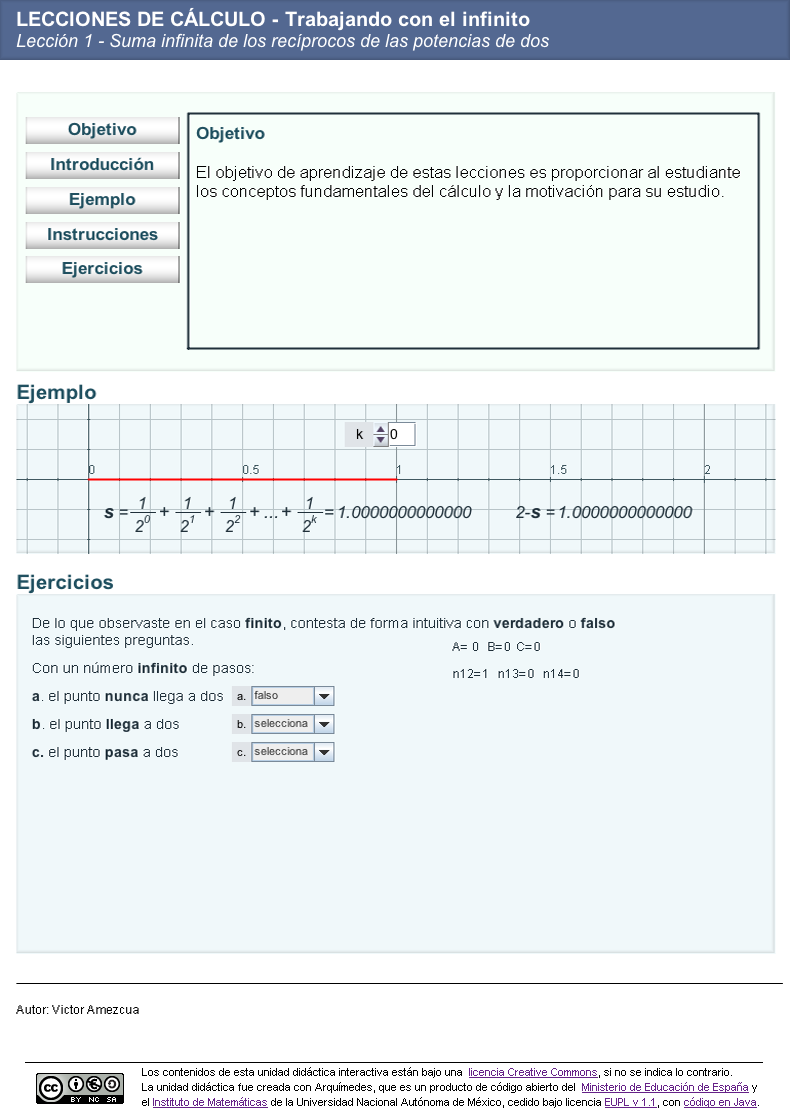 LECCIONES DE CÁLCULO - Trabajando con el infinito
Lección 1 - Suma infinita de los recíprocos de las potencias de dos
Objetivo
Introducción
Ejemplo
Instrucciones
Ejercicios
Objetivo
El objetivo de aprendizaje de estas lecciones es proporcionar al estudiante
los conceptos fundamentales del cálculo y la motivación para su estudio.
Ejemplo
k 0
0 0.5 1 1.5 2
s = 1/2^0 + 1/2^1 + 1/2^2 + ... + 1/2^k = 1.0000000000000 2-s = 1.0000000000000
Ejercicios
De lo que observaste en el caso finito, contesta de forma intuitiva con verdadero o falso
las siguientes preguntas.
A= 0 B=0 C=0
Con un número infinito de pasos:
n12=1 n13=0 n14=0
a. el punto nunca llega a dos a. falso
b. el punto llega a dos b. selecciona
c. el punto pasa a dos c. selecciona
Autor: Victor Amezcua
Los contenidos de esta unidad didáctica interactiva están bajo una licencia Creative Commons, si no se indica lo contrario.
La unidad didáctica fue creada con Arquímedes, que es un producto de código abierto del Ministerio de Educación de España y
el Instituto de Matemáticas de la Universidad Nacional Autónoma de México, cedido bajo licencia EUPL v 1.1, con código en Java.
cc BY NC SA